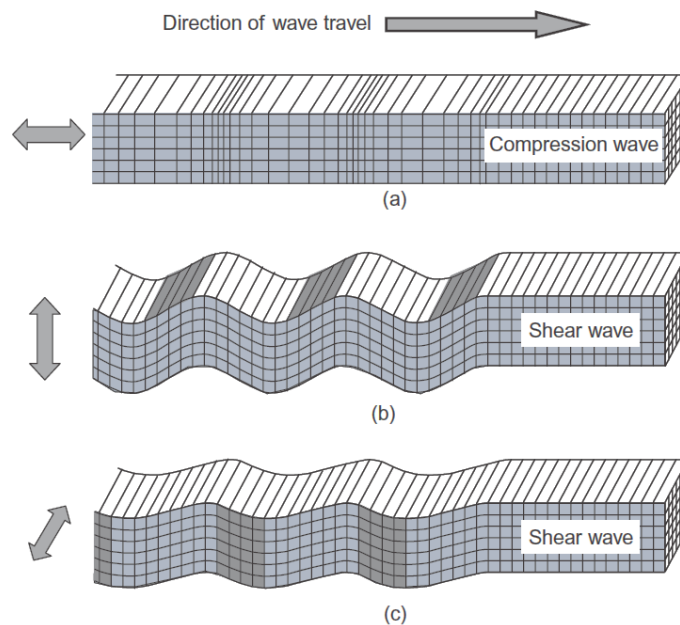 Direction of wave travel
Compression wave
(a)
Shear wave
(b)
Shear wave
(c)